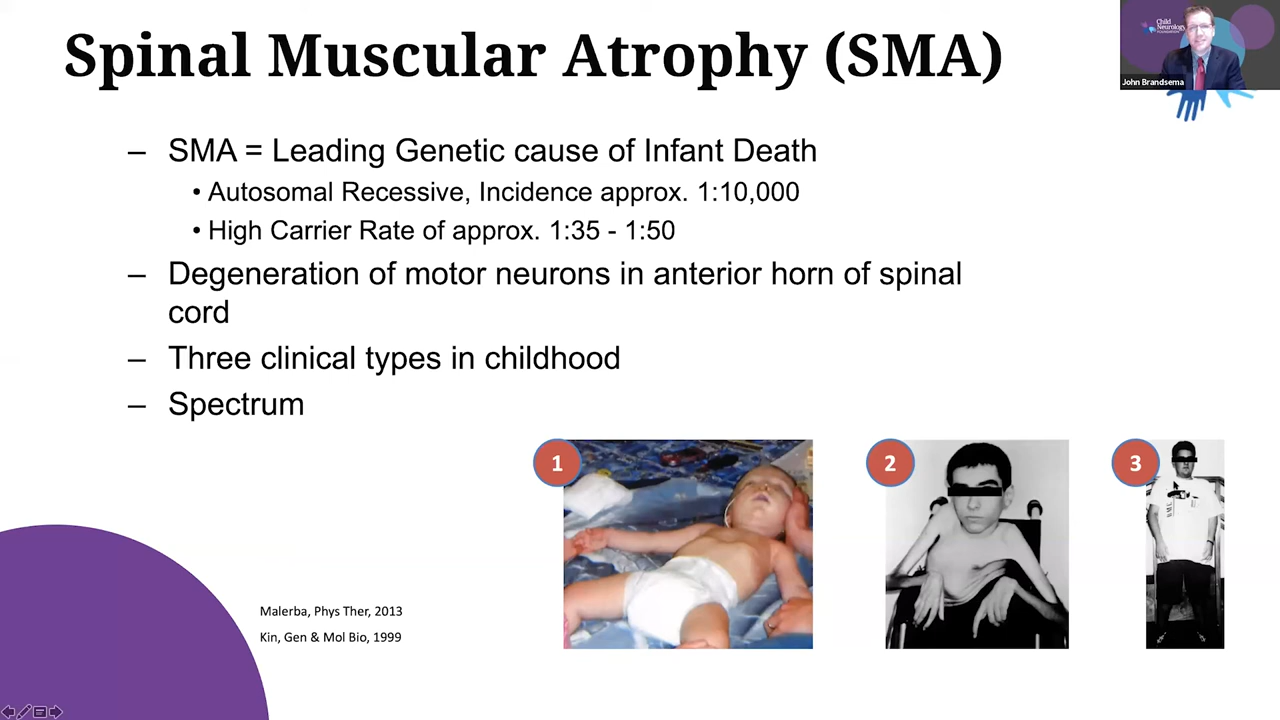 Spinal Muscular Atrophy (SMA)
Child
Neurology
FOUNDATION
John Brandsema
– SMA = Leading Genetic cause of Infant Death
• Autosomal Recessive, Incidence approx. 1:10,000
• High Carrier Rate of approx. 1:35 - 1:50
– Degeneration of motor neurons in anterior horn of spinal
cord
– Three clinical types in childhood
– Spectrum
1
2
3
Malerba, Phys Ther, 2013
Kin, Gen & Mol Bio, 1999